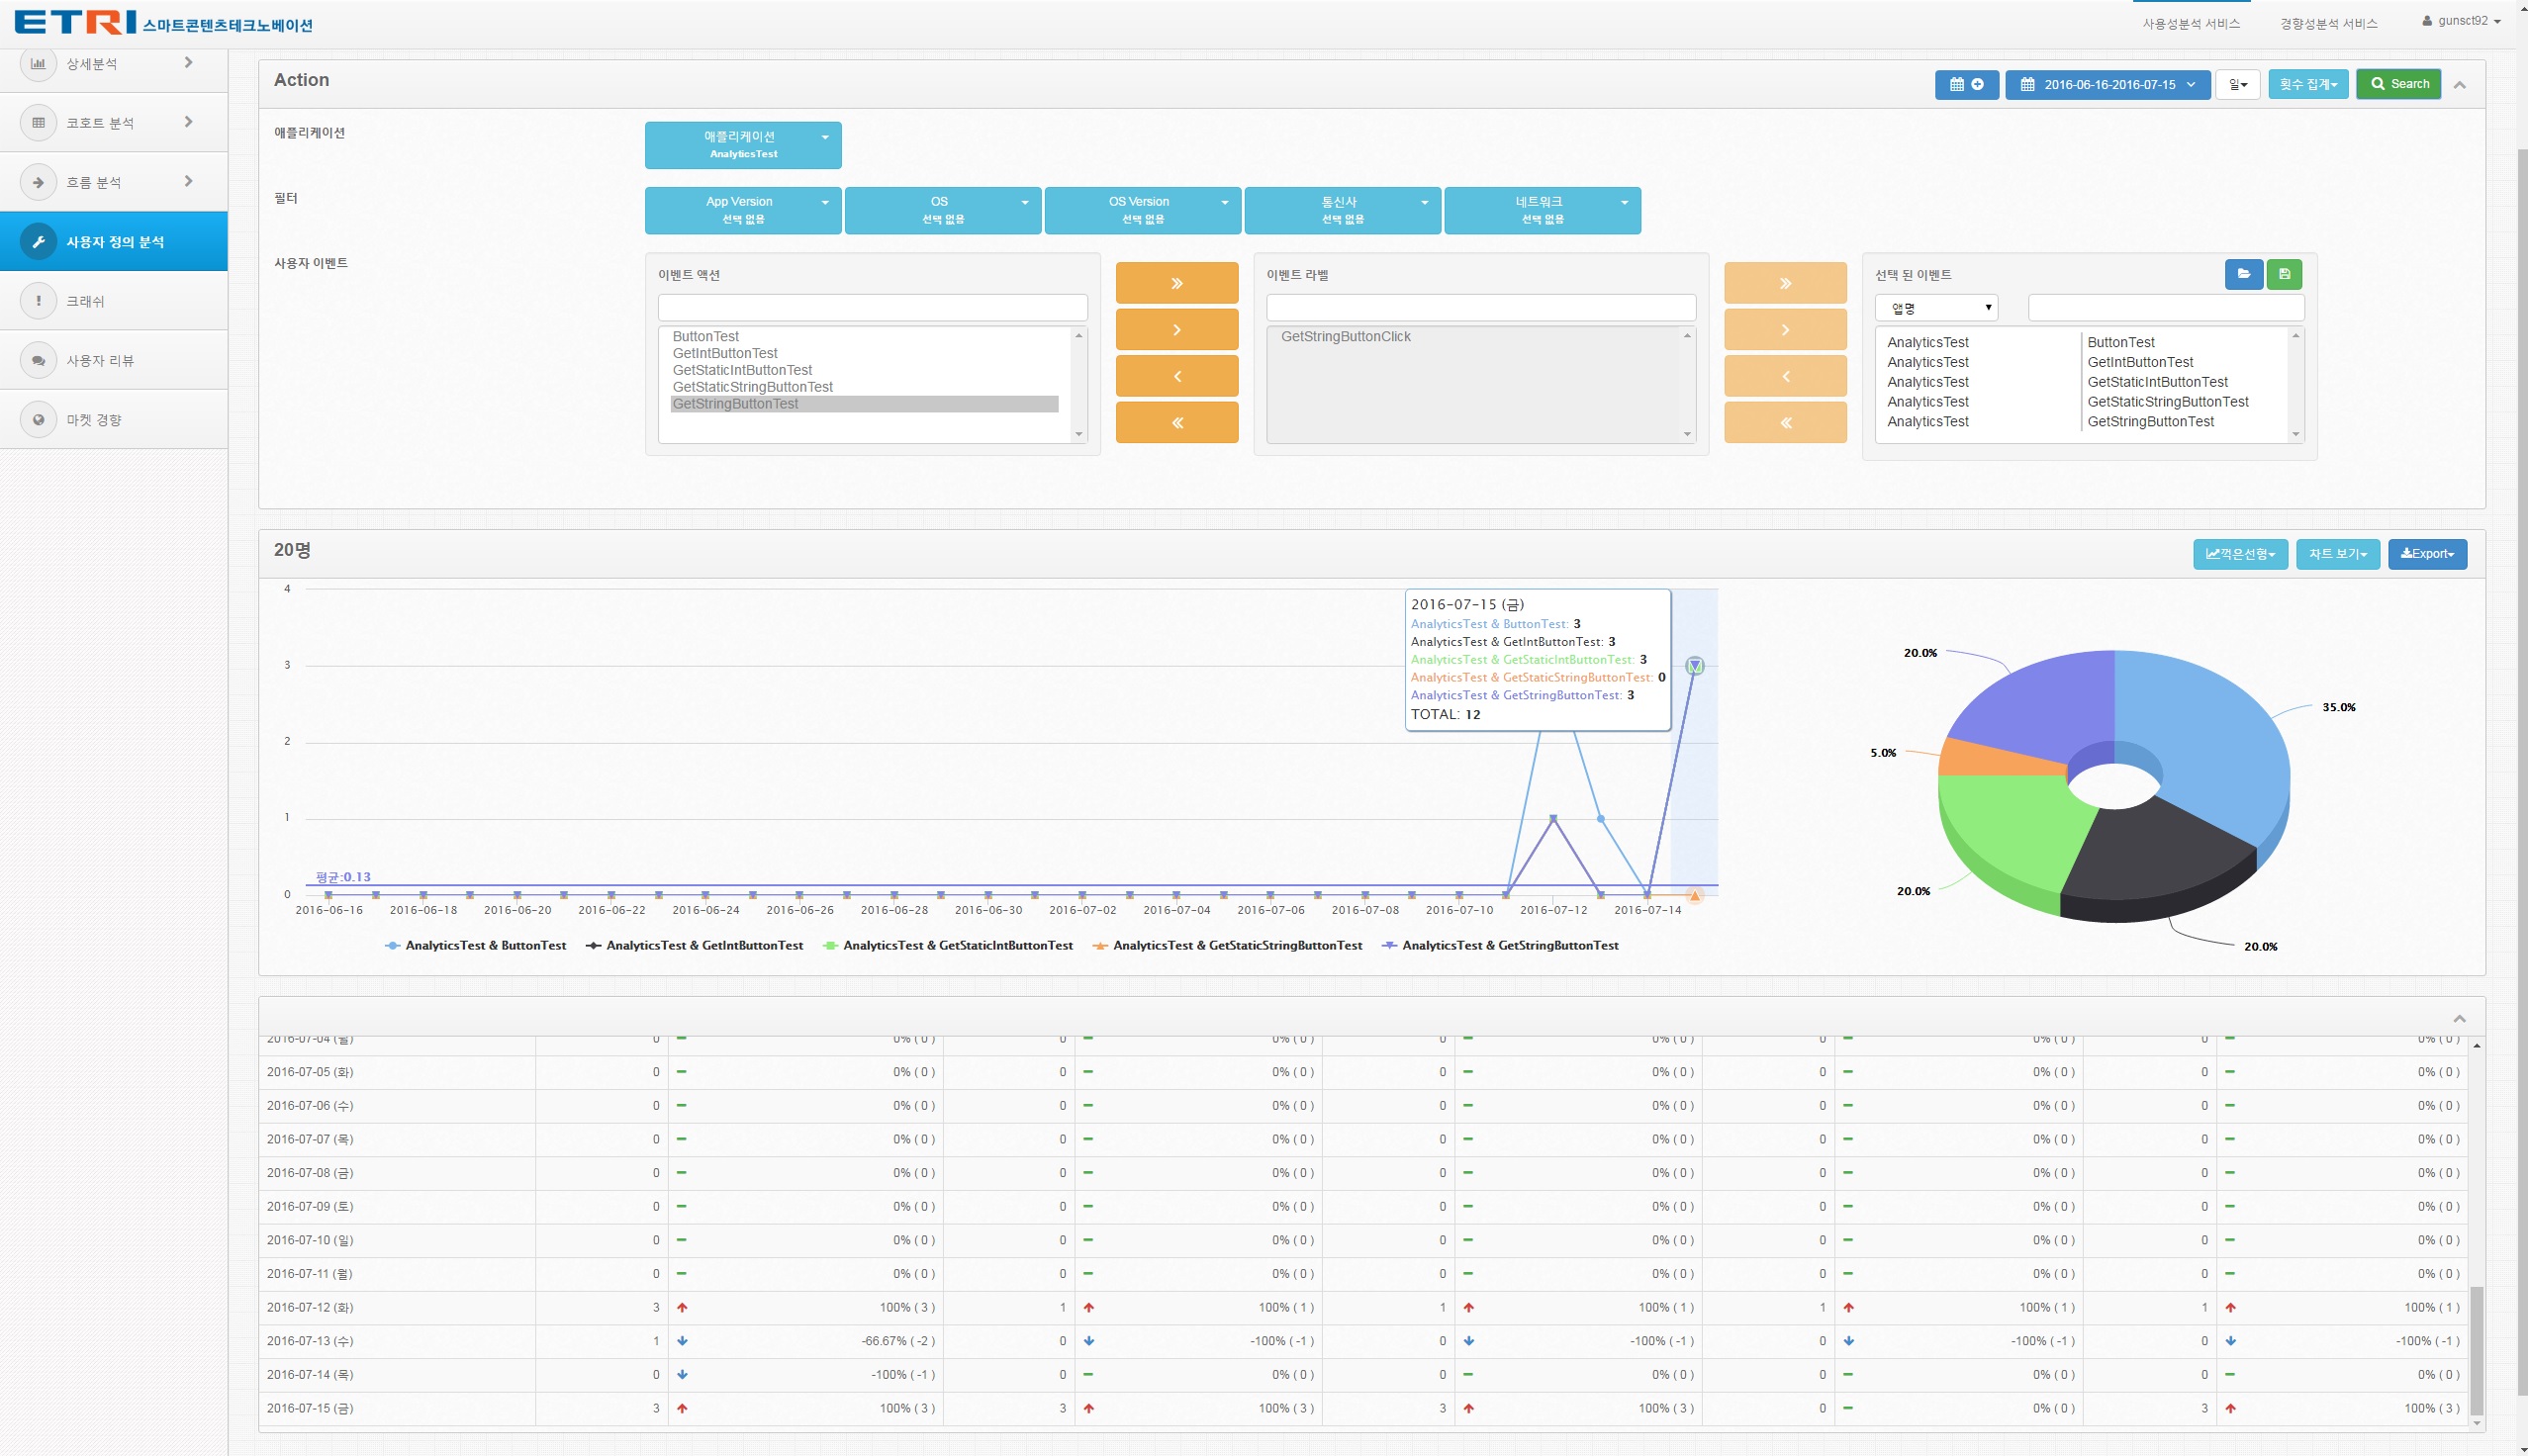 ETRI 스마트콘텐츠테크노베이션
사용성분석 서비스 경향성분석 서비스 gunsct92
상세분석
코호트 분석
흐름 분석
사용자 정의 분석
크래쉬
사용자 리뷰
마켓 경향
Action
2016-06-16-2016-07-15 일 횟수 집계 Search
애플리케이션
애플리케이션
AnalyticsTest
필터
App Version OS OS Version 통신사 네트워크
선택 없음 선택 없음 선택 없음 선택 없음 선택 없음
사용자 이벤트
이벤트 액션
ButtonTest
GetIntButtonTest
GetStaticIntButtonTest
GetStaticStringButtonTest
GetStringButtonTest
이벤트 라벨
GetStringButtonClick
선택 된 이벤트
앱명
AnalyticsTest ButtonTest
AnalyticsTest GetIntButtonTest
AnalyticsTest GetStaticIntButtonTest
AnalyticsTest GetStaticStringButtonTest
AnalyticsTest GetStringButtonTest
20명
꺽은선형 차트 보기 Export
4
3
2
1
0
평균:0.13
2016-07-15 (금)
AnalyticsTest & ButtonTest: 3
AnalyticsTest & GetIntButtonTest: 3
AnalyticsTest & GetStaticIntButtonTest: 3
AnalyticsTest & GetStaticStringButtonTest: 0
AnalyticsTest & GetStringButtonTest: 3
TOTAL: 12
2016-06-16 2016-06-18 2016-06-20 2016-06-22 2016-06-24 2016-06-26 2016-06-28 2016-06-30 2016-07-02 2016-07-04 2016-07-06 2016-07-08 2016-07-10 2016-07-12 2016-07-14
AnalyticsTest & ButtonTest AnalyticsTest & GetIntButtonTest AnalyticsTest & GetStaticIntButtonTest AnalyticsTest & GetStaticStringButtonTest AnalyticsTest & GetStringButtonTest
20.0%
35.0%
5.0%
20.0%
20.0%
2016-07-04 (월) 0 0% ( 0 ) 0 0% ( 0 ) 0 0% ( 0 ) 0 0% ( 0 ) 0 0% ( 0 )
2016-07-05 (화) 0 0% ( 0 ) 0 0% ( 0 ) 0 0% ( 0 ) 0 0% ( 0 ) 0 0% ( 0 )
2016-07-06 (수) 0 0% ( 0 ) 0 0% ( 0 ) 0 0% ( 0 ) 0 0% ( 0 ) 0 0% ( 0 )
2016-07-07 (목) 0 0% ( 0 ) 0 0% ( 0 ) 0 0% ( 0 ) 0 0% ( 0 ) 0 0% ( 0 )
2016-07-08 (금) 0 0% ( 0 ) 0 0% ( 0 ) 0 0% ( 0 ) 0 0% ( 0 ) 0 0% ( 0 )
2016-07-09 (토) 0 0% ( 0 ) 0 0% ( 0 ) 0 0% ( 0 ) 0 0% ( 0 ) 0 0% ( 0 )
2016-07-10 (일) 0 0% ( 0 ) 0 0% ( 0 ) 0 0% ( 0 ) 0 0% ( 0 ) 0 0% ( 0 )
2016-07-11 (월) 0 0% ( 0 ) 0 0% ( 0 ) 0 0% ( 0 ) 0 0% ( 0 ) 0 0% ( 0 )
2016-07-12 (화) 3 100% ( 3 ) 1 100% ( 1 ) 1 100% ( 1 ) 1 100% ( 1 ) 1 100% ( 1 )
2016-07-13 (수) 1 -66.67% ( -2 ) 0 -100% ( -1 ) 0 -100% ( -1 ) 0 -100% ( -1 ) 0 -100% ( -1 )
2016-07-14 (목) 0 -100% ( -1 ) 0 0% ( 0 ) 0 0% ( 0 ) 0 0% ( 0 ) 0 0% ( 0 )
2016-07-15 (금) 3 100% ( 3 ) 3 100% ( 3 ) 3 100% ( 3 ) 0 0% ( 0 ) 3 100% ( 3 )